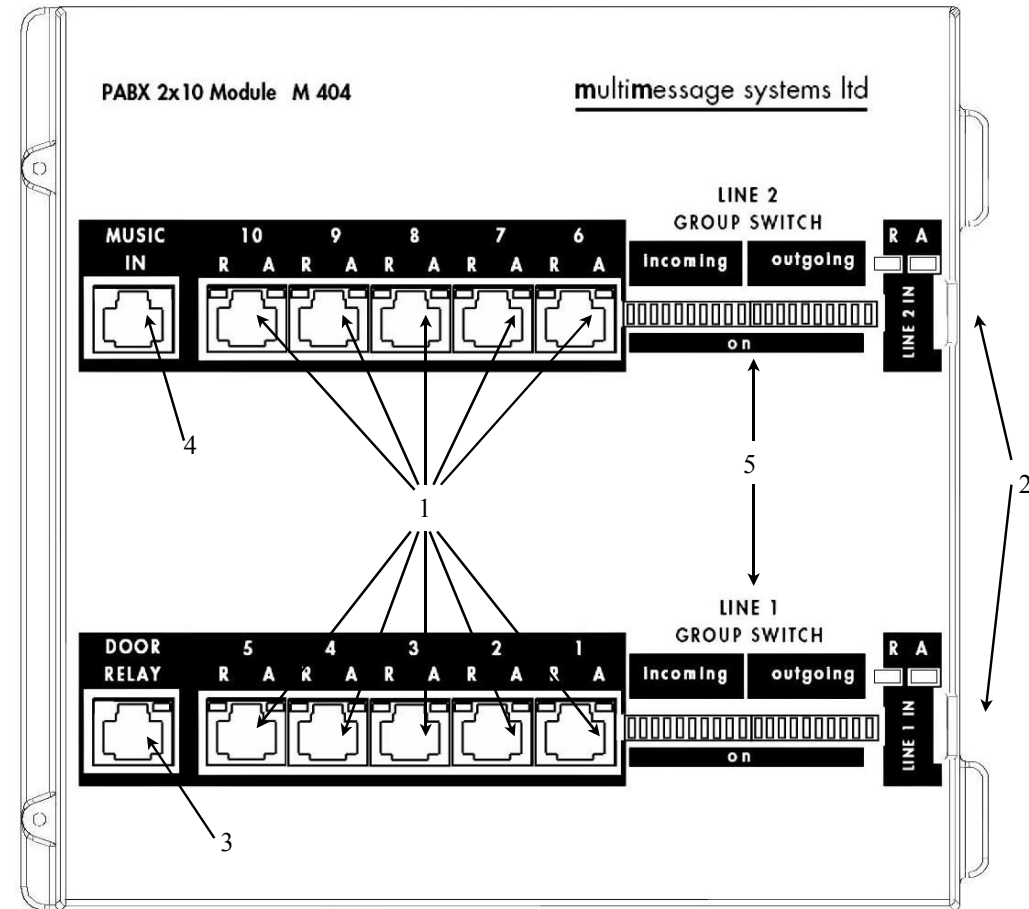 PABX 2x10 Module M 404
multimessage systems ltd
LINE 2
GROUP SWITCH
MUSIC
IN
10 9 8 7 6
R A R A R A R A R A
Incoming outgoing
R A
LINE 2 IN
on
4
5
2
1
LINE 1
GROUP SWITCH
DOOR
RELAY
5 4 3 2 1
R A R A R A R A R A
Incoming outgoing
R A
LINE 1 IN
on
3